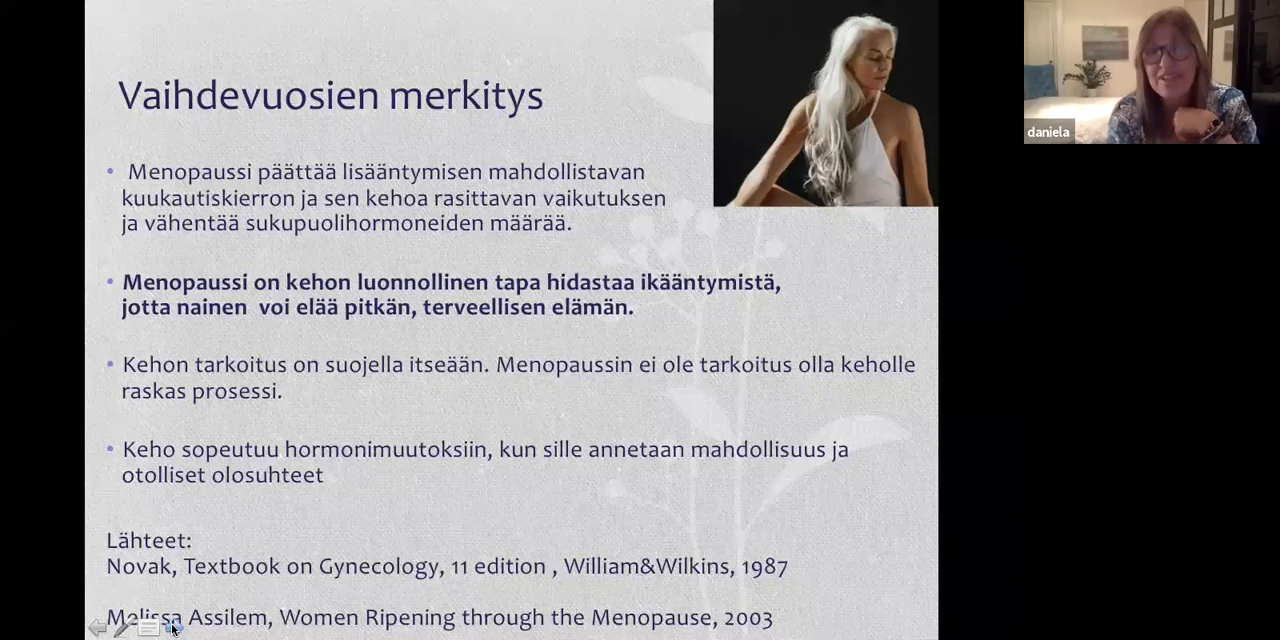 Vaihdevuosien merkitys
• Menopaussi päättää lisääntymisen mahdollistavan
kuukautiskierron ja sen kehoa rasittavan vaikutuksen
ja vähentää sukupuolihormoneiden määrää.
• Menopaussi on kehon luonnollinen tapa hidastaa ikääntymistä,
jotta nainen voi elää pitkän, terveellisen elämän.
• Kehon tarkoitus on suojella itseään. Menopaussin ei ole tarkoitus olla keholle
raskas prosessi.
• Keho sopeutuu hormonimuutoksiin, kun sille annetaan mahdollisuus ja
otolliset olosuhteet
Lähteet:
Novak, Textbook on Gynecology, 11 edition , William&Wilkins, 1987
Melissa Assilem, Women Ripening through the Menopause, 2003
daniela